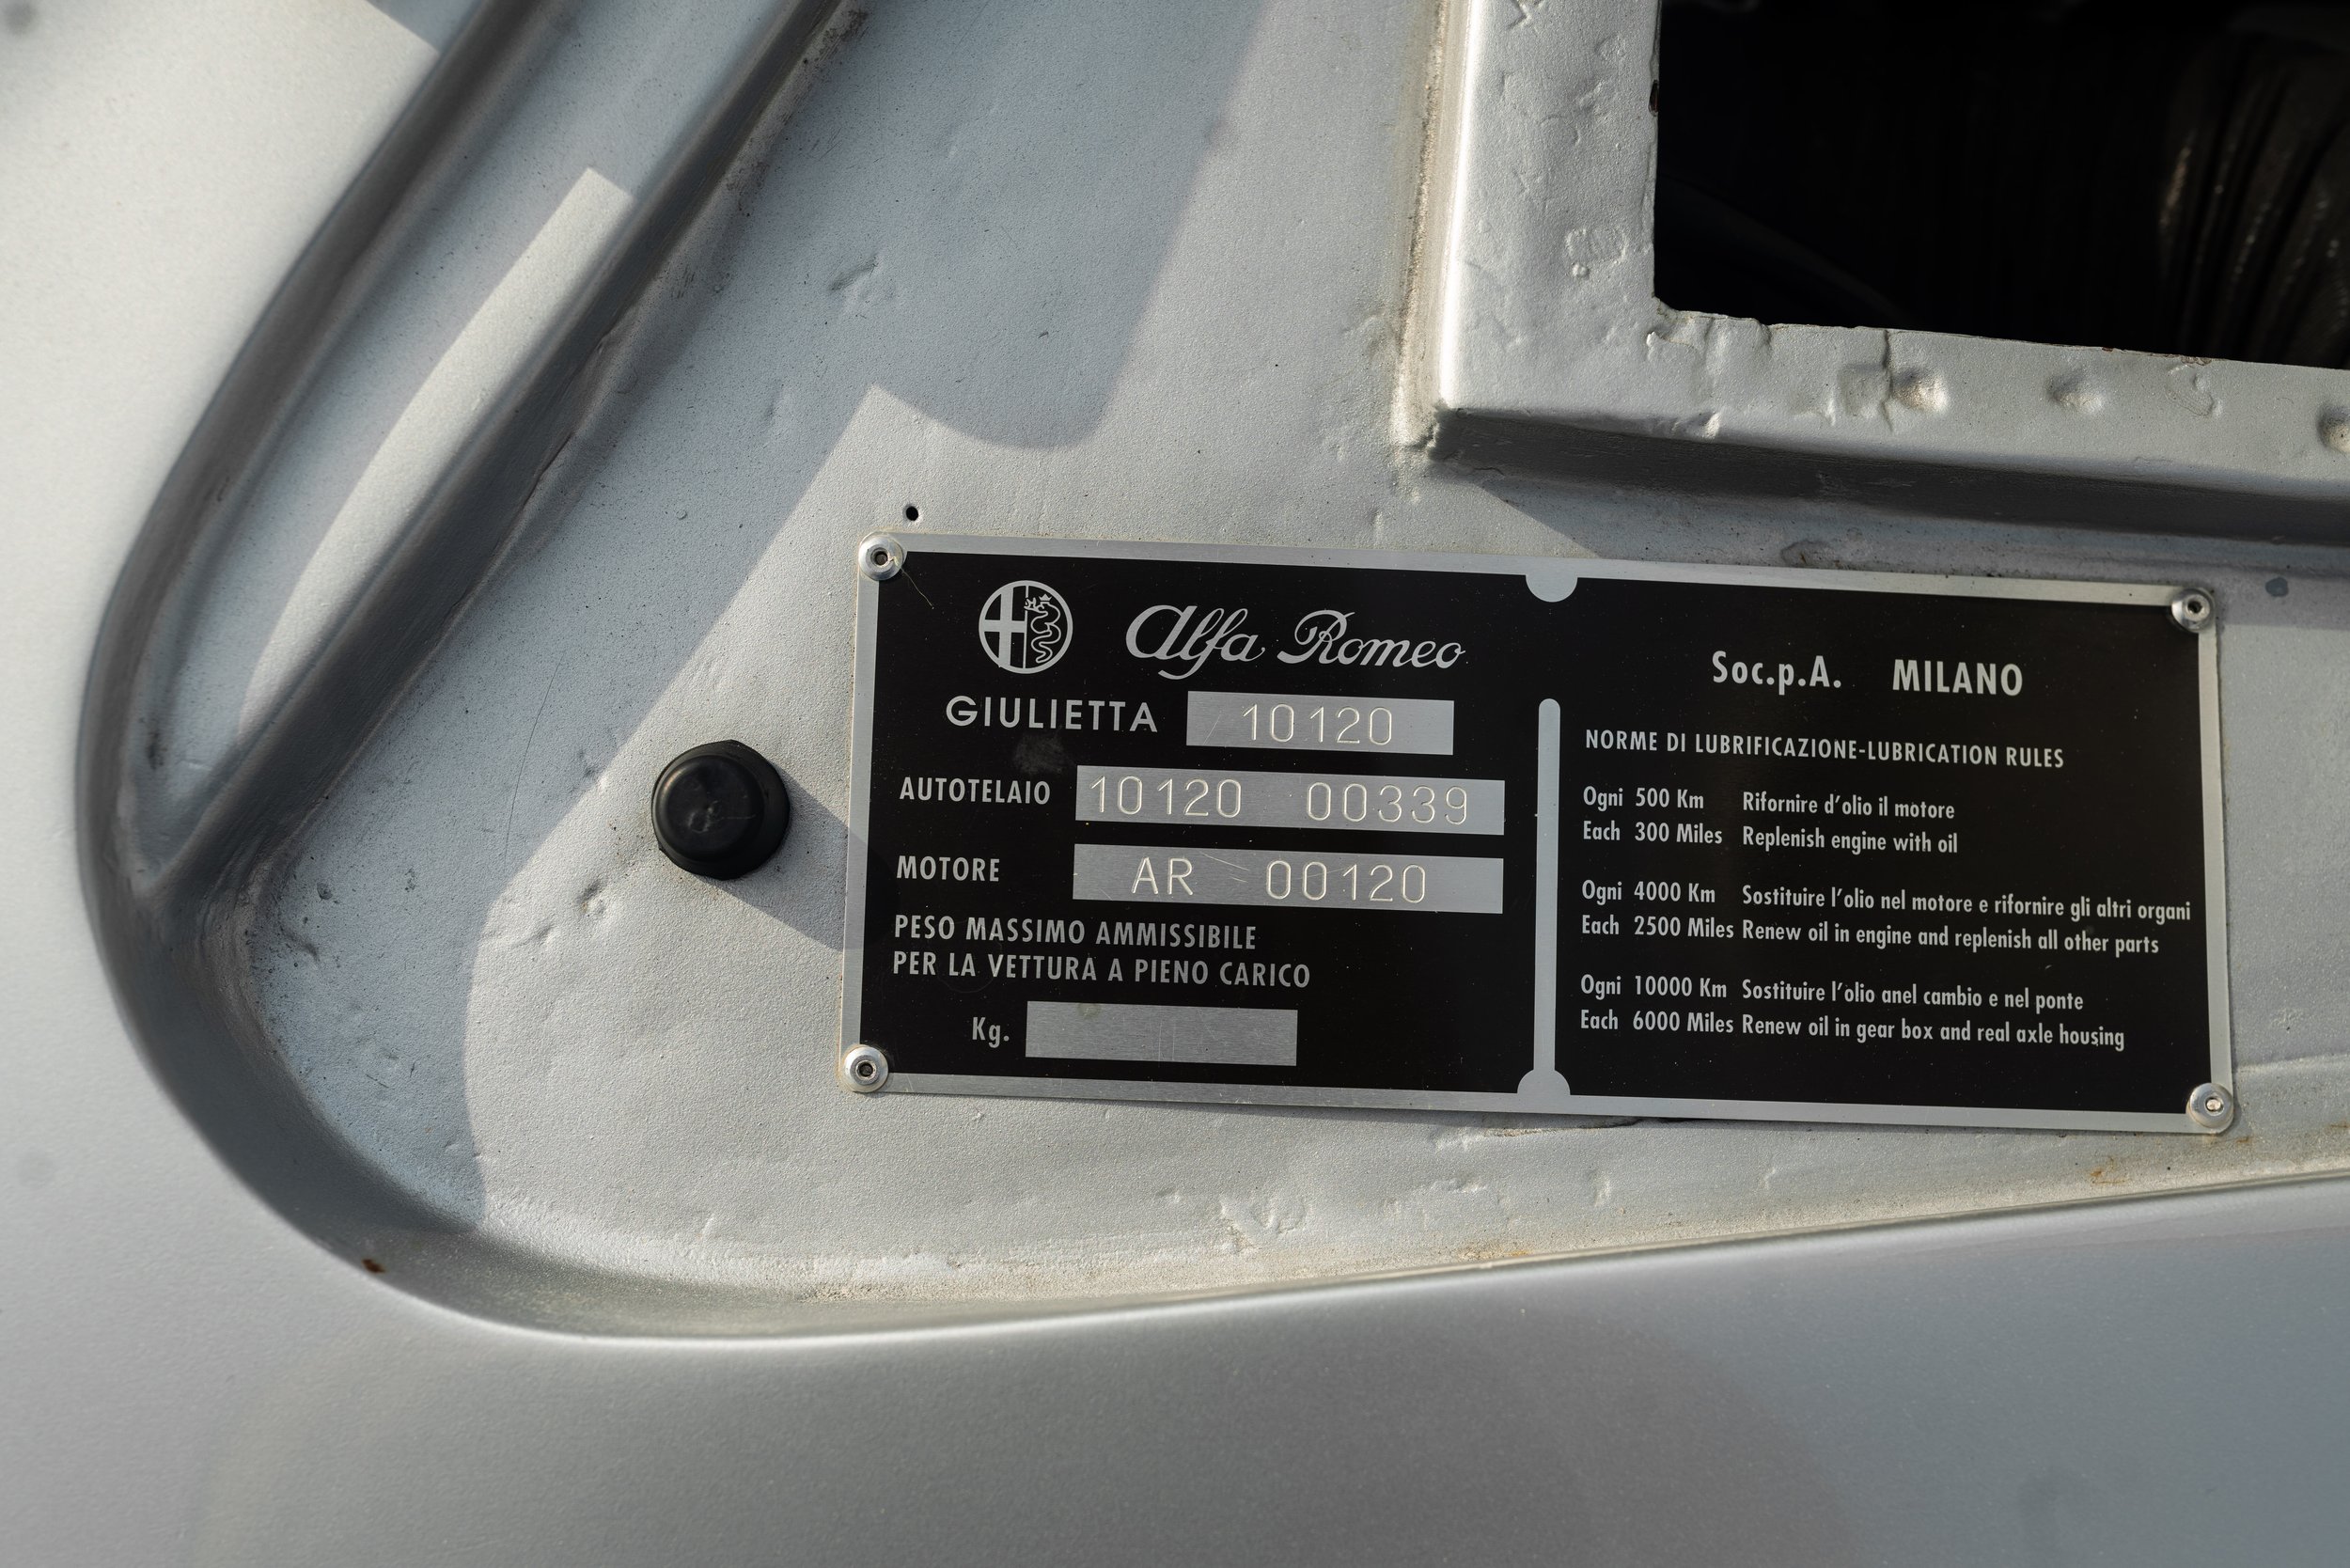 Alfa Romeo
GIULIETTA 10120
AUTOTELAIO 10120 00339
MOTORE AR 00120
PESO MASSIMO AMMISSIBILE
PER LA VETTURA A PIENO CARICO
Kg.
Soc.p.A. MILANO
NORME DI LUBRIFICAZIONE-LUBRICATION RULES
Ogni 500 Km Rifornire d'olio il motore
Each 300 Miles Replenish engine with oil
Ogni 4000 Km Sostituire l'olio nel motore e rifornire gli altri organi
Each 2500 Miles Renew oil in engine and replenish all other parts
Ogni 10000 Km Sostituire l'olio anel cambio e nel ponte
Each 6000 Miles Renew oil in gear box and real axle housing